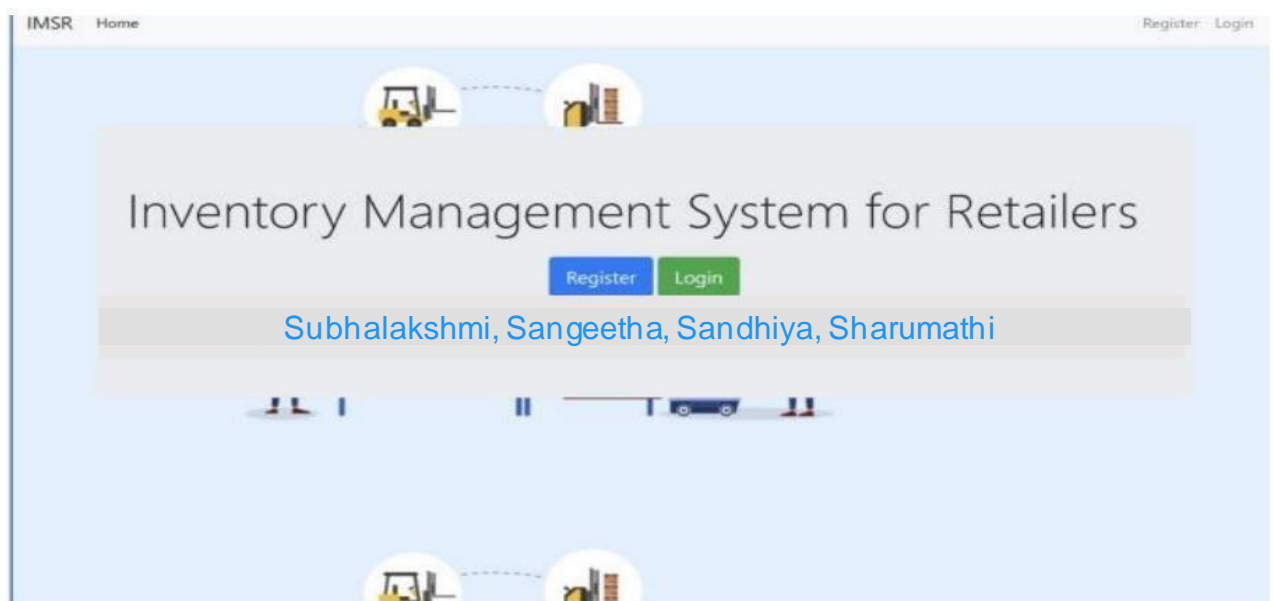 IMSR Home Register Login
Inventory Management System for Retailers
Register Login
Subhalakshmi, Sangeetha, Sandhiya, Sharumathi